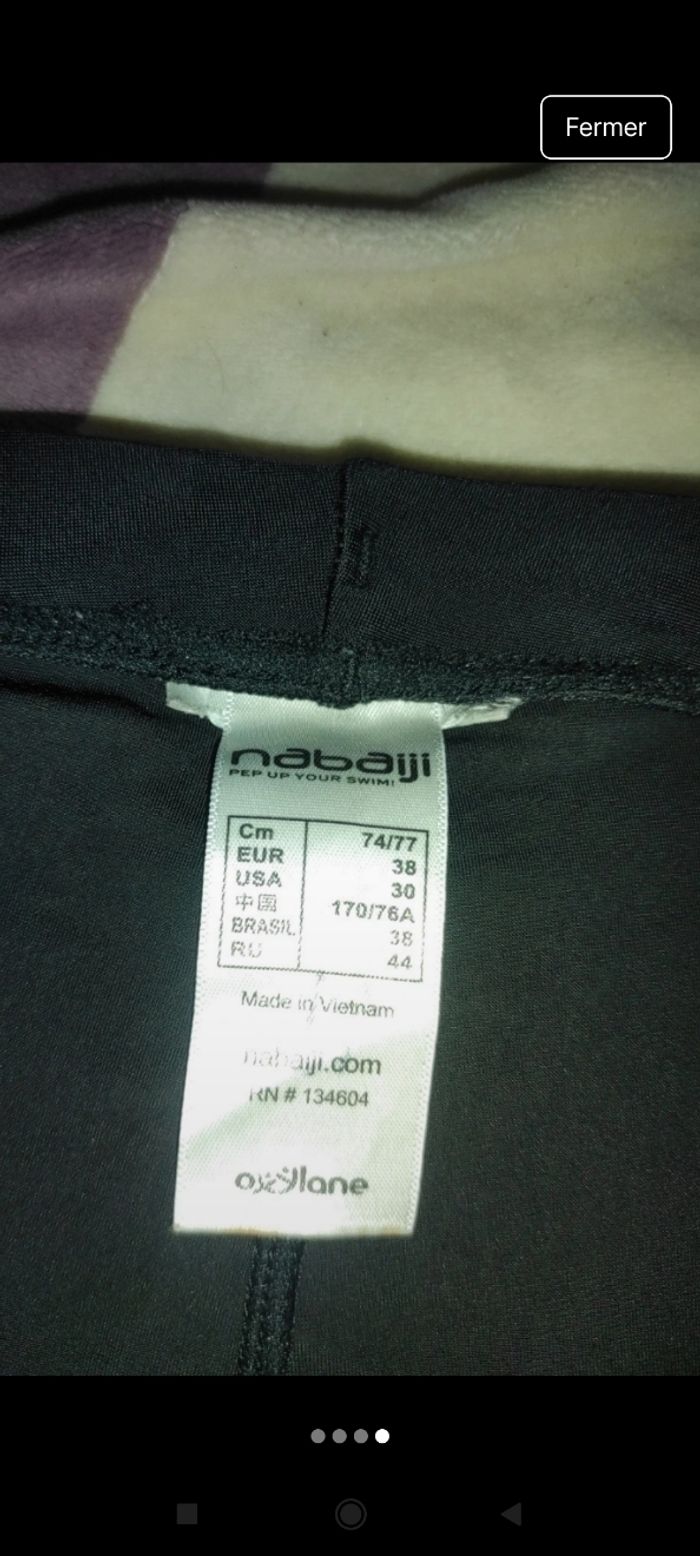 Fermer
nabaiji
PEP UP YOUR SWIM!
Cm 74/77
EUR 38
USA 30
中国 170/76A
BRASIL 38
RU 44
Made in Vietnam
nabaiji.com
RN # 134604
oxylane